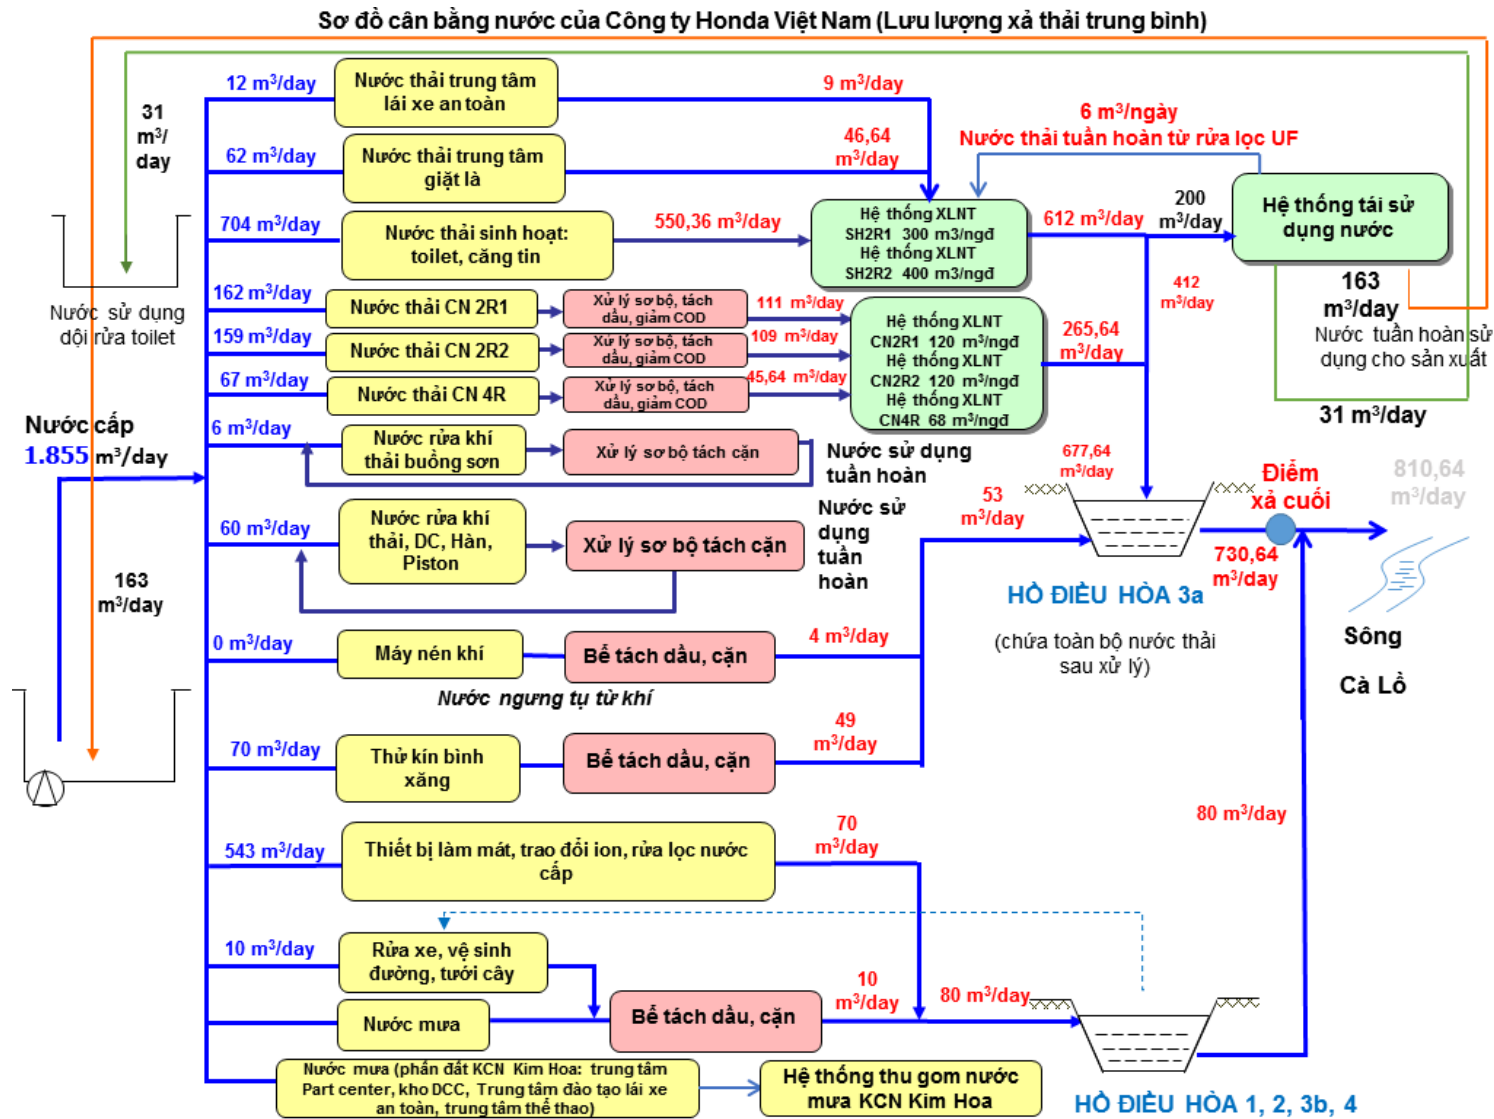 Sơ đồ cân bằng nước của Công ty Honda Việt Nam (Lưu lượng xả thải trung bình)
12 m³/day
Nước thải trung tâm
lái xe an toàn
9 m³/day
31
m³/
day
62 m³/day
Nước thải trung tâm
giặt là
46,64
m³/day
6 m³/ngày
Nước thải tuần hoàn từ rửa lọc UF
704 m³/day
Nước thải sinh hoạt:
toilet, căng tin
550,36 m³/day
Hệ thống XLNT
SH2R1 300 m3/ngđ
Hệ thống XLNT
SH2R2 400 m3/ngđ
612 m³/day
200
m³/day
Hệ thống tái sử
dụng nước
Nước sử dụng
dội rửa toilet
412
m³/day
163
m³/day
Nước tuần hoàn sử
dụng cho sản xuất
31 m³/day
162 m³/day
Nước thải CN 2R1
Xử lý sơ bộ, tách
dầu, giảm COD
111 m³/day
159 m³/day
Nước thải CN 2R2
Xử lý sơ bộ, tách
dầu, giảm COD
109 m³/day
67 m³/day
Nước thải CN 4R
Xử lý sơ bộ, tách
dầu, giảm COD
45,64 m³/day
Hệ thống XLNT
CN2R1 120 m³/ngđ
Hệ thống XLNT
CN2R2 120 m³/ngđ
Hệ thống XLNT
CN4R 68 m³/ngđ
265,64
m³/day
Nước cấp
1.855 m³/day
6 m³/day
Nước rửa khí
thải buồng sơn
Xử lý sơ bộ tách cặn
Nước sử dụng
tuần hoàn
677,64
m³/day
Điểm
xả cuối
810,64
m³/day
60 m³/day
Nước rửa khí
thải, DC, Hàn,
Piston
Xử lý sơ bộ tách cặn
Nước sử
dụng
tuần
hoàn
53
m³/day
730,64
m³/day
163
m³/day
HỒ ĐIỀU HÒA 3a
(chứa toàn bộ nước thải
sau xử lý)
Sông
Cà Lồ
0 m³/day
Máy nén khí
Bể tách dầu, cặn
4 m³/day
Nước ngưng tụ từ khí
70 m³/day
Thử kín bình
xăng
Bể tách dầu, cặn
49
m³/day
80 m³/day
543 m³/day
Thiết bị làm mát, trao đổi ion, rửa lọc nước
cấp
70
m³/day
10 m³/day
Rửa xe, vệ sinh
đường, tưới cây
Nước mưa
Bể tách dầu, cặn
10
m³/day
80 m³/day
Nước mưa (phần đất KCN Kim Hoa: trung tâm
Part center, kho DCC, Trung tâm đào tạo lái xe
an toàn, trung tâm thể thao)
Hệ thống thu gom nước
mưa KCN Kim Hoa
HỒ ĐIỀU HÒA 1, 2, 3b, 4